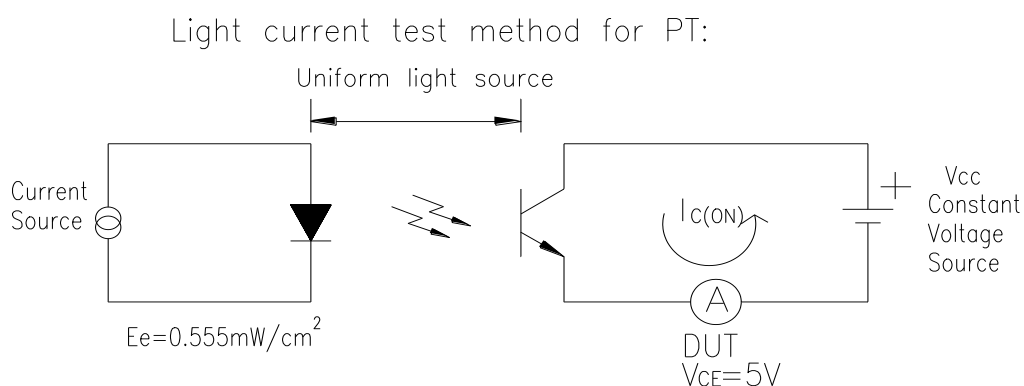 Light current test method for PT:
Uniform light source
Current
Source
Ee=0.555mW/cm²
IC(ON)
A
DUT
VCE=5V
+
Vcc
Constant
Voltage
Source